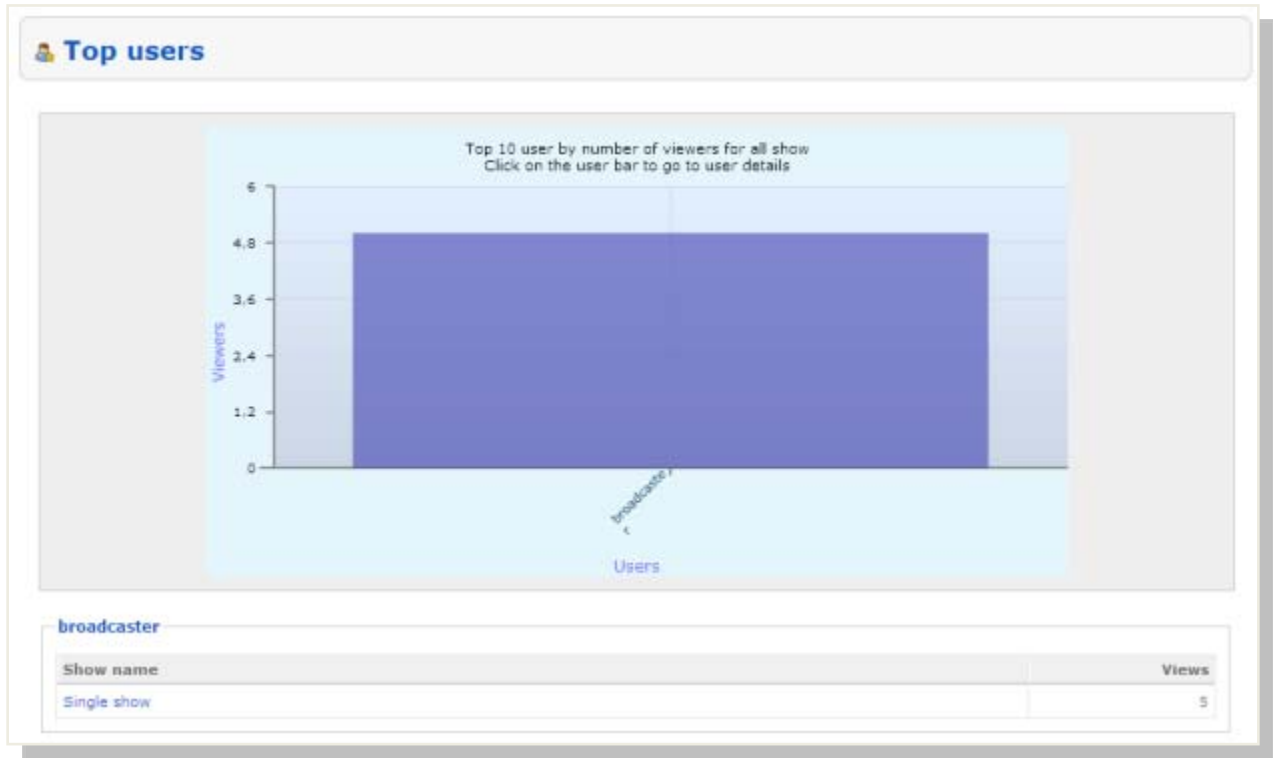 Top users
Top 10 user by number of viewers for all show
Click on the user bar to go to user details
6
4,8
3,6
2,4
1,2
0
Viewers
broadcaste
r
Users
broadcaster
Show name Views
Single show 5